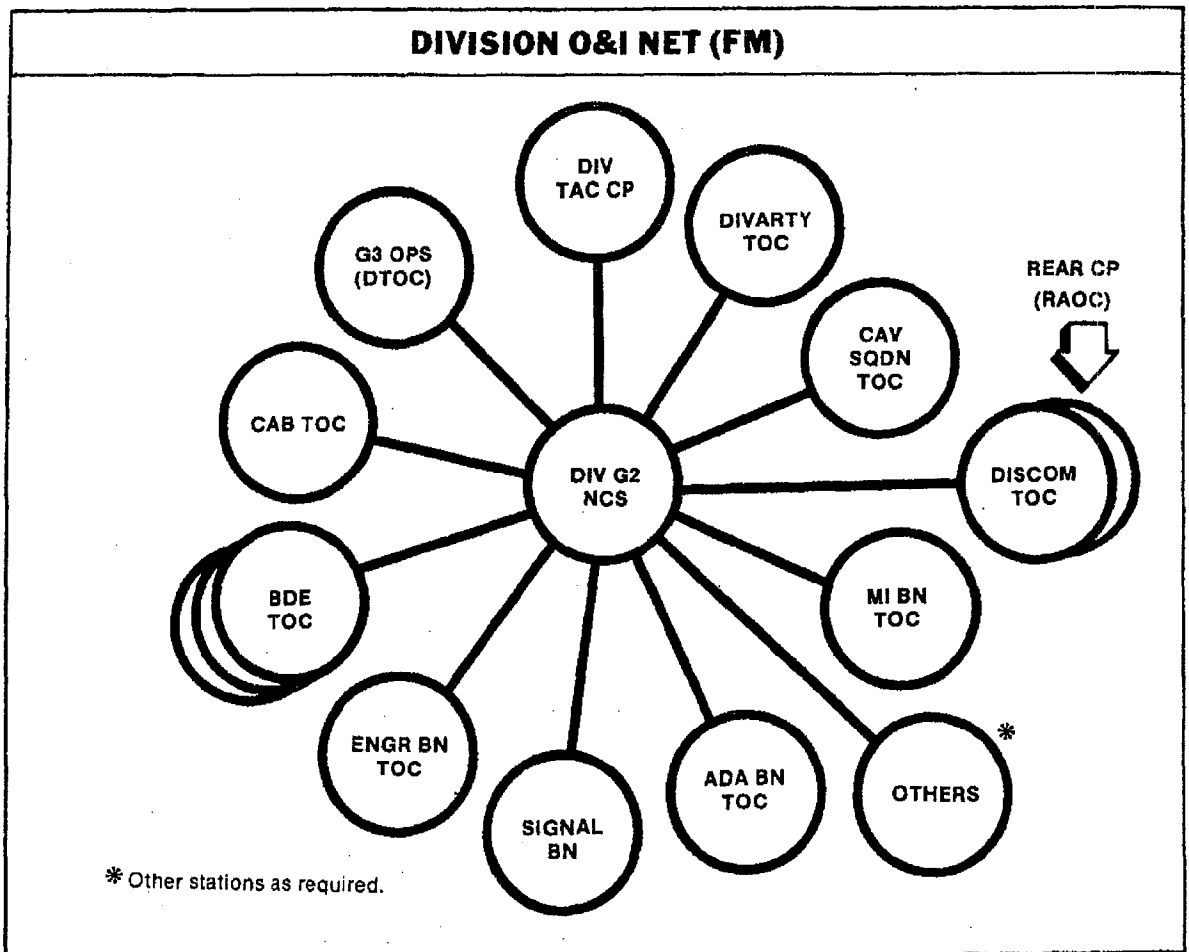 DIVISION O&I NET (FM)
DIV
TAC CP
DIVARTY
TOC
G3 OPS
(DTOC)
REAR CP
(RAOC)
CAV
SQDN
TOC
CAB TOC
DIV G2
NCS
DISCOM
TOC
BDE
TOC
MI BN
TOC
ENGR BN
TOC
SIGNAL
BN
ADA BN
TOC
OTHERS
*
* Other stations as required.